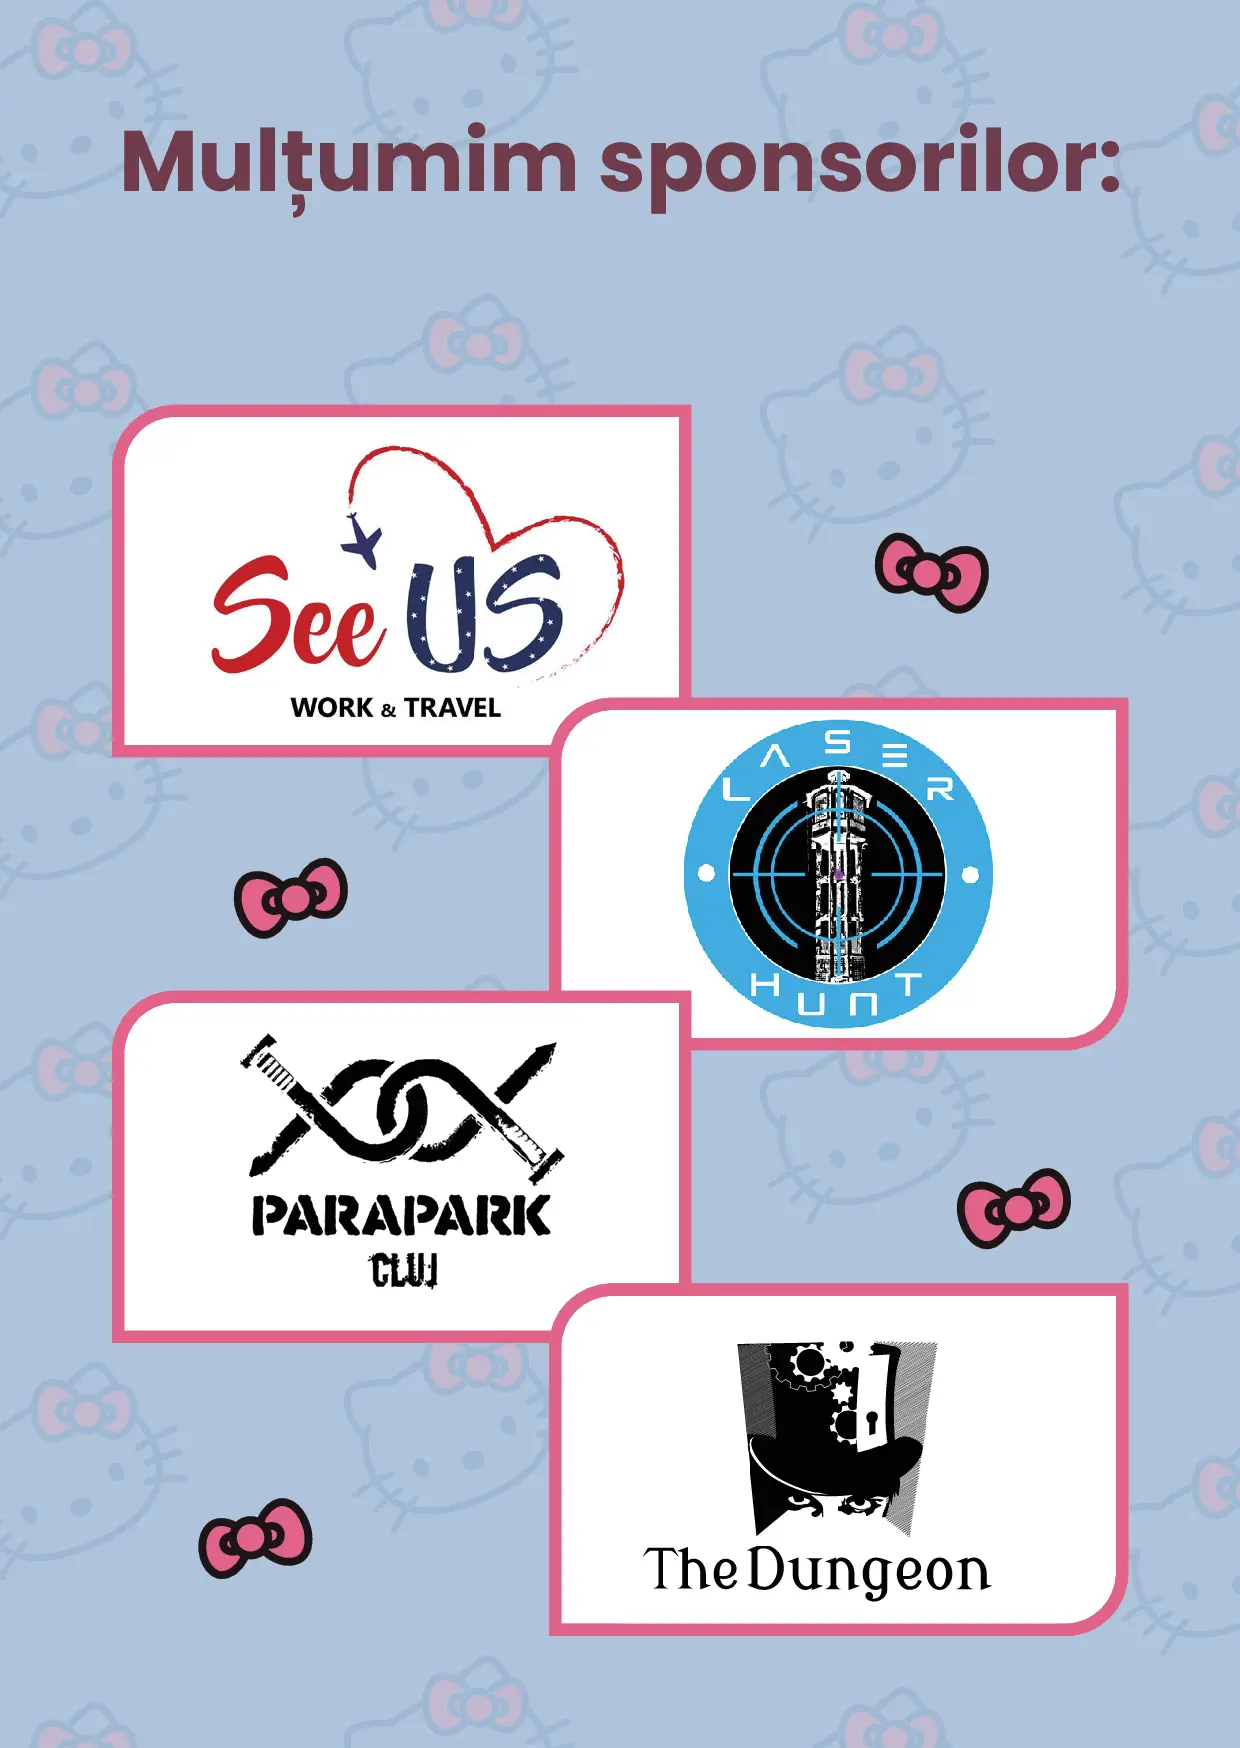 Mulțumim sponsorilor:
See US
WORK & TRAVEL
LASER
HUNT
PARAPARK
CLUJ
The Dungeon